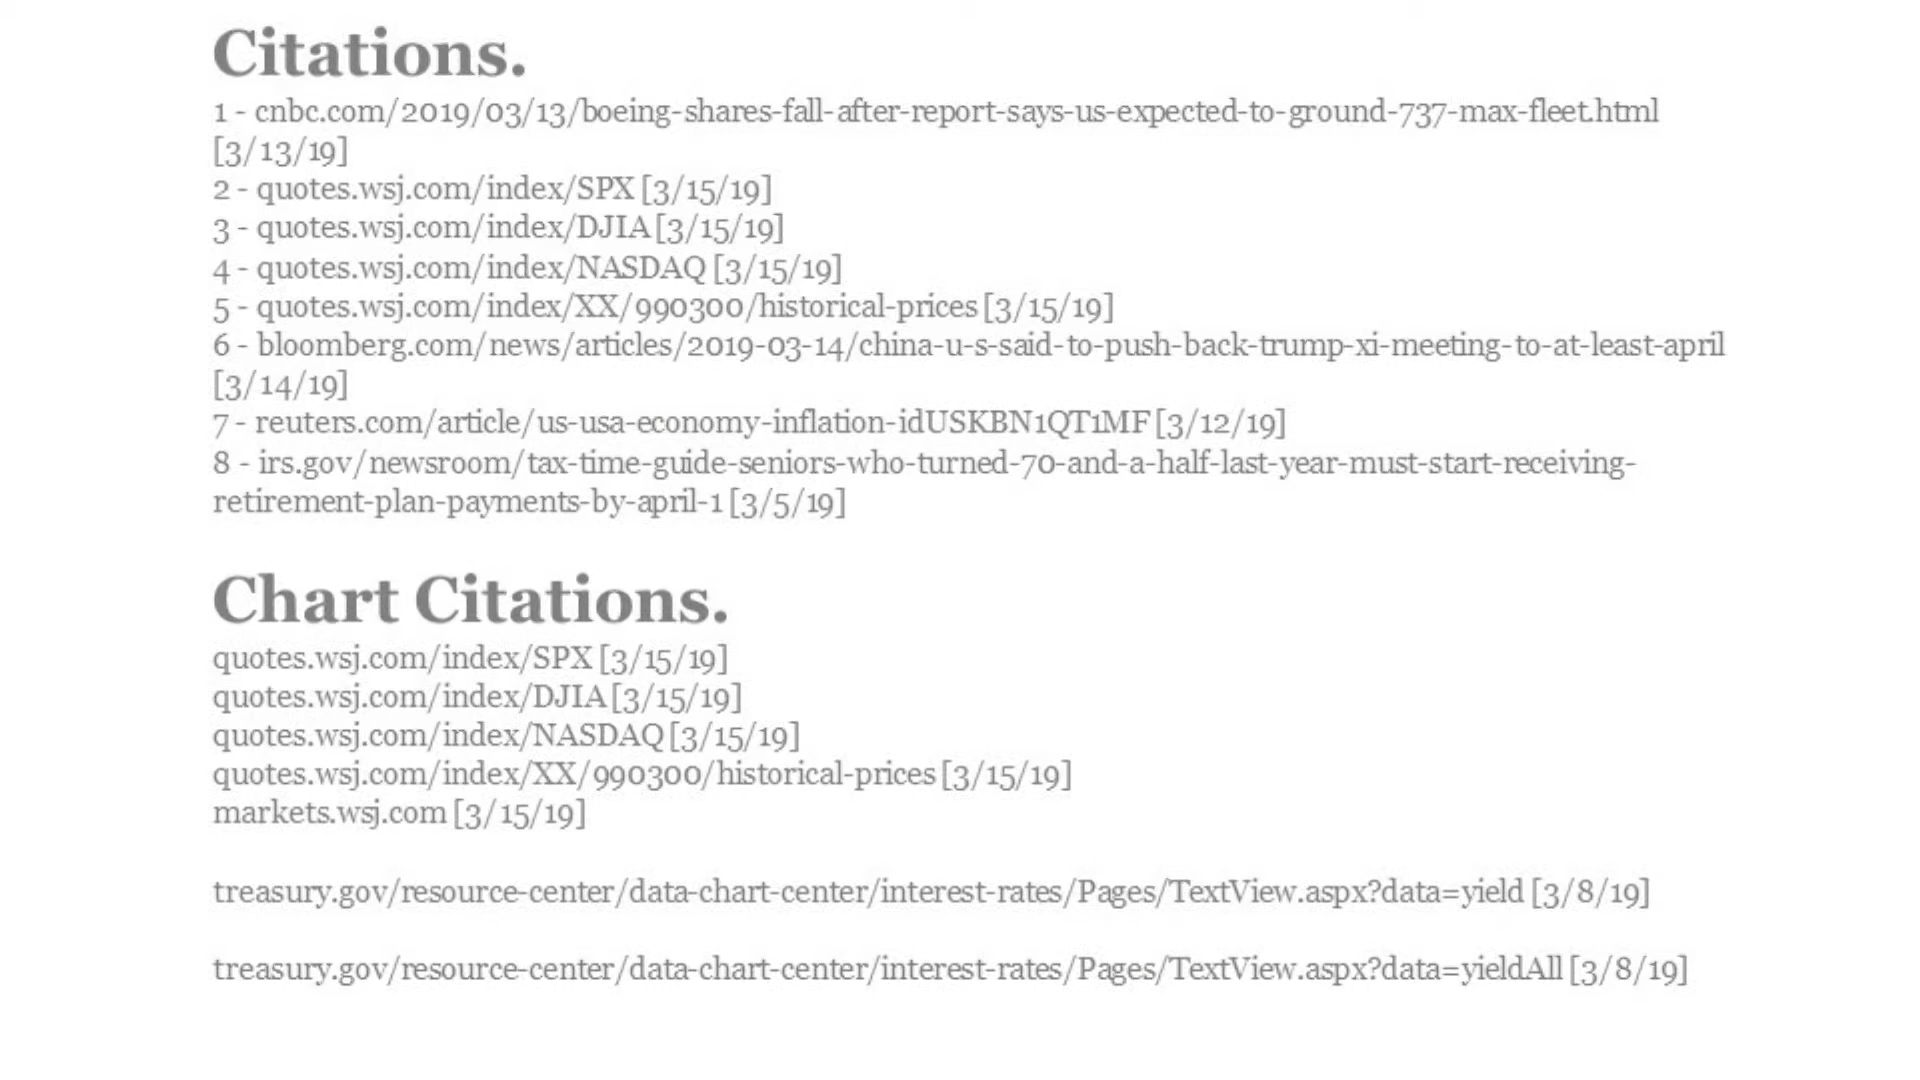 Citations.
1 - cnbc.com/2019/03/13/boeing-shares-fall-after-report-says-us-expected-to-ground-737-max-fleet.html
[3/13/19]
2 - quotes.wsj.com/index/SPX [3/15/19]
3 - quotes.wsj.com/index/DJIA [3/15/19]
4 - quotes.wsj.com/index/NASDAQ [3/15/19]
5 - quotes.wsj.com/index/XX/990300/historical-prices [3/15/19]
6 - bloomberg.com/news/articles/2019-03-14/china-u-s-said-to-push-back-trump-xi-meeting-to-at-least-april
[3/14/19]
7 - reuters.com/article/us-usa-economy-inflation-idUSKBN1QT1MF [3/12/19]
8 - irs.gov/newsroom/tax-time-guide-seniors-who-turned-70-and-a-half-last-year-must-start-receiving-
retirement-plan-payments-by-april-1 [3/5/19]
Chart Citations.
quotes.wsj.com/index/SPX [3/15/19]
quotes.wsj.com/index/DJIA [3/15/19]
quotes.wsj.com/index/NASDAQ [3/15/19]
quotes.wsj.com/index/XX/990300/historical-prices [3/15/19]
markets.wsj.com [3/15/19]
treasury.gov/resource-center/data-chart-center/interest-rates/Pages/TextView.aspx?data=yield [3/8/19]
treasury.gov/resource-center/data-chart-center/interest-rates/Pages/TextView.aspx?data=yieldAll [3/8/19]